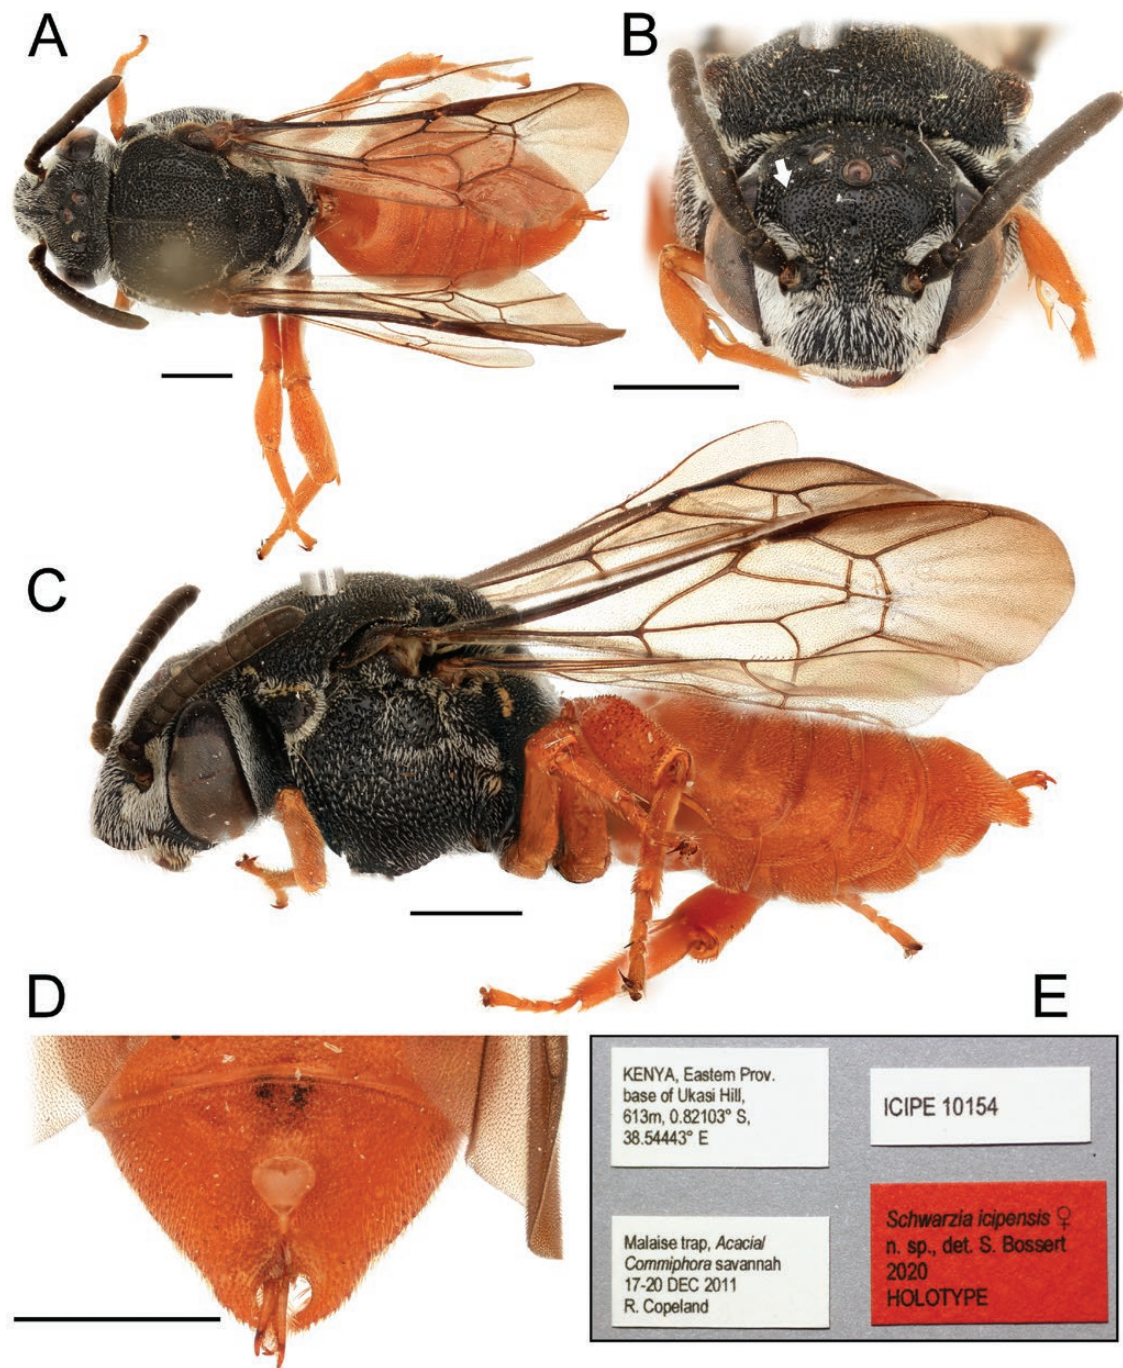 A
B
C
D
E
KENYA, Eastern Prov.
base of Ukasi Hill,
613m, 0.82103° S,
38.54443° E
ICIPE 10154
Malaise trap, Acacia/
Commiphora savannah
17-20 DEC 2011
R. Copeland
Schwarzia icipensis ♀
n. sp., det. S. Bossert
2020
HOLOTYPE